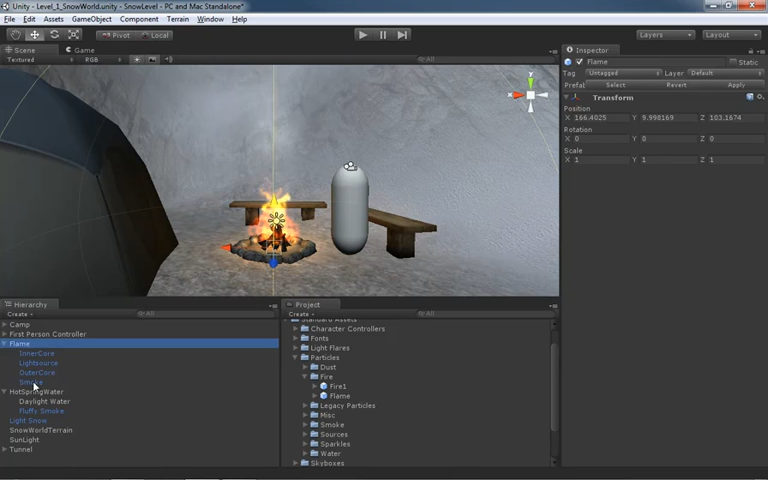 Unity - Level_1_SnowWorld.unity - SnowLevel - PC and Mac Standalone*
File Edit Assets GameObject Component Terrain Window Help
Pivot Local Layers Layout
Scene Game
Textured RGB All
y
x
Inspector
Flame Static
Tag Untagged Layer Default
Prefab Select Revert Apply
Transform
Position
X 166.4025 Y 9.998169 Z 103.1674
Rotation
X 0 Y 0 Z 0
Scale
X 1 Y 1 Z 1
Hierarchy
Create All
Camp
First Person Controller
Flame
InnerCore
Lightsource
OuterCore
Smoke
HotSpringWater
Daylight Water
Fluffy Smoke
Light Snow
SnowWorldTerrain
SunLight
Tunnel
Project
Create All
Standard Assets
Character Controllers
Fonts
Light Flares
Particles
Dust
Fire
Fire1
Flame
Legacy Particles
Misc
Smoke
Sources
Sparkles
Water
Skyboxes